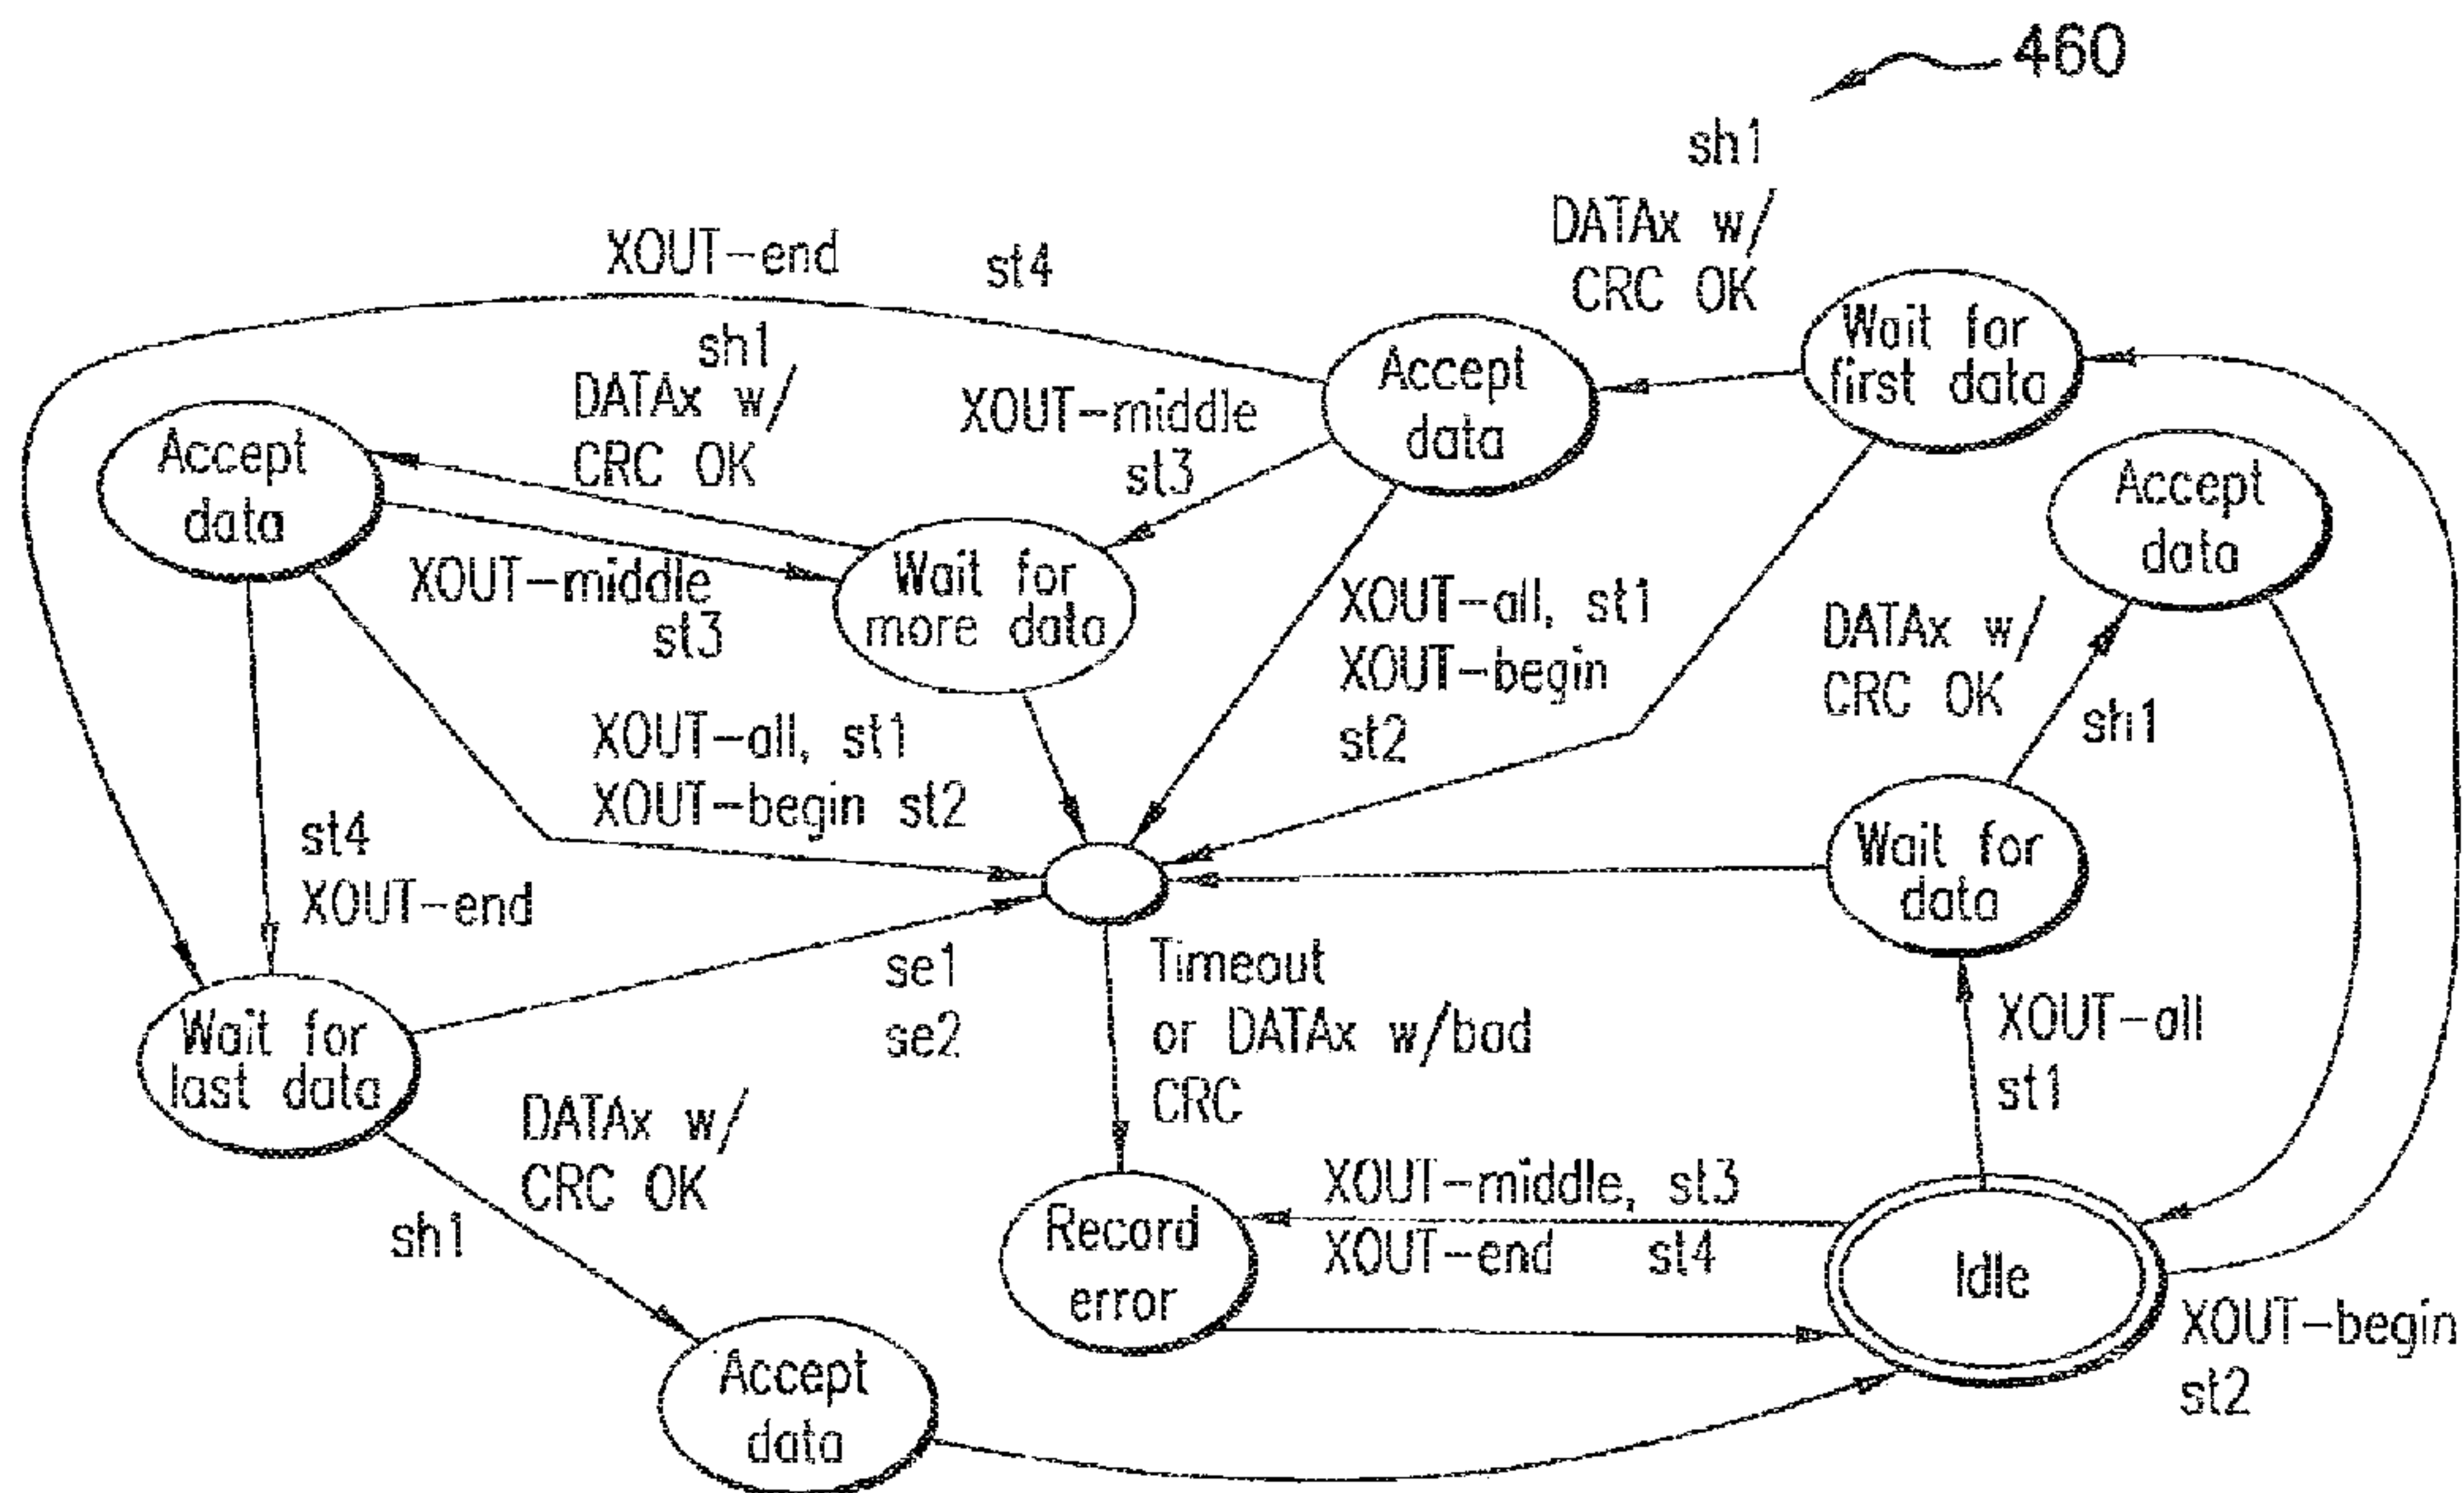 460
sh1
DATAx w/
CRC OK
XOUT-end st4
Wait for
first data
sh1
DATAx w/
CRC OK
Accept
data
XOUT-middle
st3
Accept
data
Accept
data
XOUT-middle
st3
Wait for
more data
XOUT-all, st1
XOUT-begin
st2
DATAx w/
CRC OK
sh1
XOUT-all, st1
XOUT-begin st2
st4
XOUT-end
Wait for
data
se1
se2
Timeout
or DATAx w/bad
CRC
XOUT-all
st1
Wait for
last data
DATAx w/
CRC OK
sh1
XOUT-middle, st3
XOUT-end st4
Record
error
Idle
XOUT-begin
st2
Accept
data